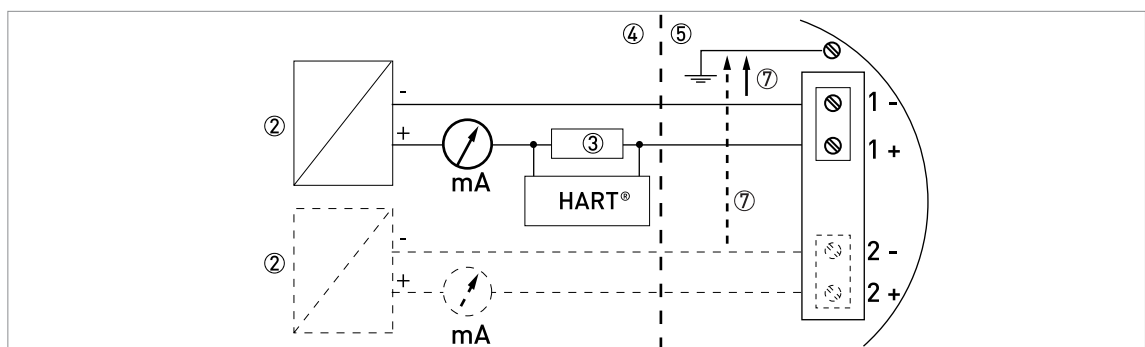 ④ ⑤
⑦
② - 1 -
+ ③ 1 +
mA
HART® ⑦
② - 2 -
+ 2 +
mA